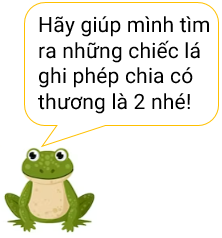 Hãy giúp mình tìm
ra những chiếc lá
ghi phép chia có
thương là 2 nhé!